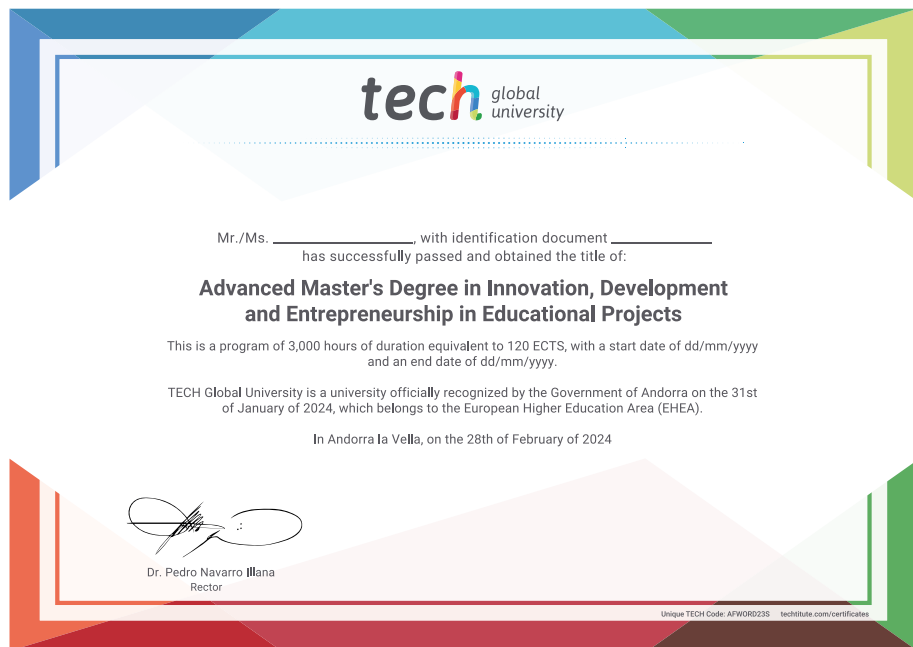 tech global
university
Mr./Ms. ____________________, with identification document ______________
has successfully passed and obtained the title of:
Advanced Master's Degree in Innovation, Development
and Entrepreneurship in Educational Projects
This is a program of 3,000 hours of duration equivalent to 120 ECTS, with a start date of dd/mm/yyyy
and an end date of dd/mm/yyyy.
TECH Global University is a university officially recognized by the Government of Andorra on the 31st
of January of 2024, which belongs to the European Higher Education Area (EHEA).
In Andorra la Vella, on the 28th of February of 2024
Dr. Pedro Navarro Illana
Rector
Unique TECH Code: AFWORD23S techtitute.com/certificates